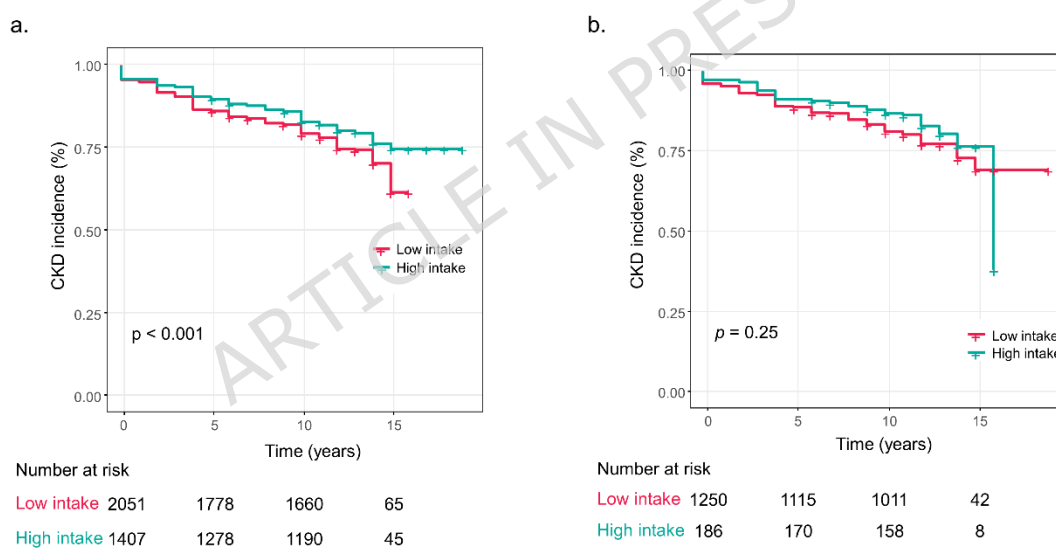 a.
1.00
0.75
0.50
0.25
0.00
CKD incidence (%)
Low intake
High intake
p < 0.001
0 5 10 15
Time (years)
Number at risk
Low intake 2051 1778 1660 65
High intake 1407 1278 1190 45
b.
1.00
0.75
0.50
0.25
0.00
CKD incidence (%)
p = 0.25
Low intake
High intake
0 5 10 15
Time (years)
Number at risk
Low intake 1250 1115 1011 42
High intake 186 170 158 8
ARTICLE IN PRES